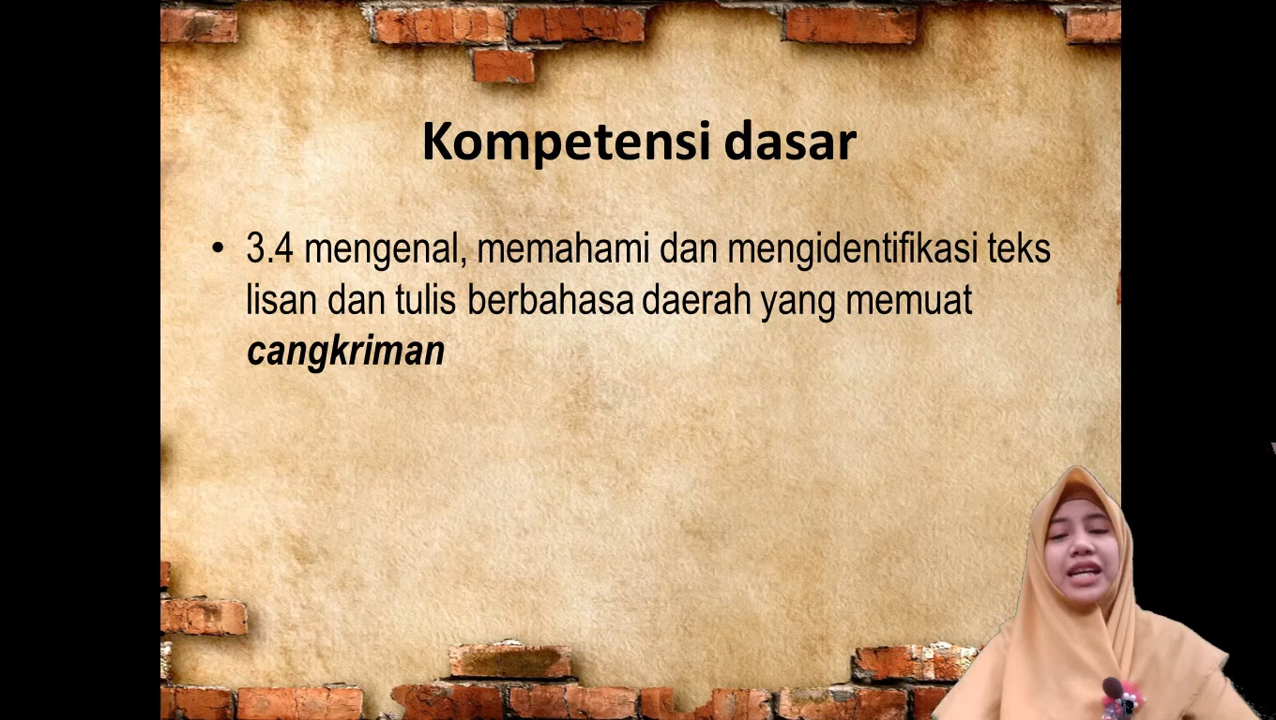 Kompetensi dasar
• 3.4 mengenal, memahami dan mengidentifikasi teks
lisan dan tulis berbahasa daerah yang memuat
cangkriman